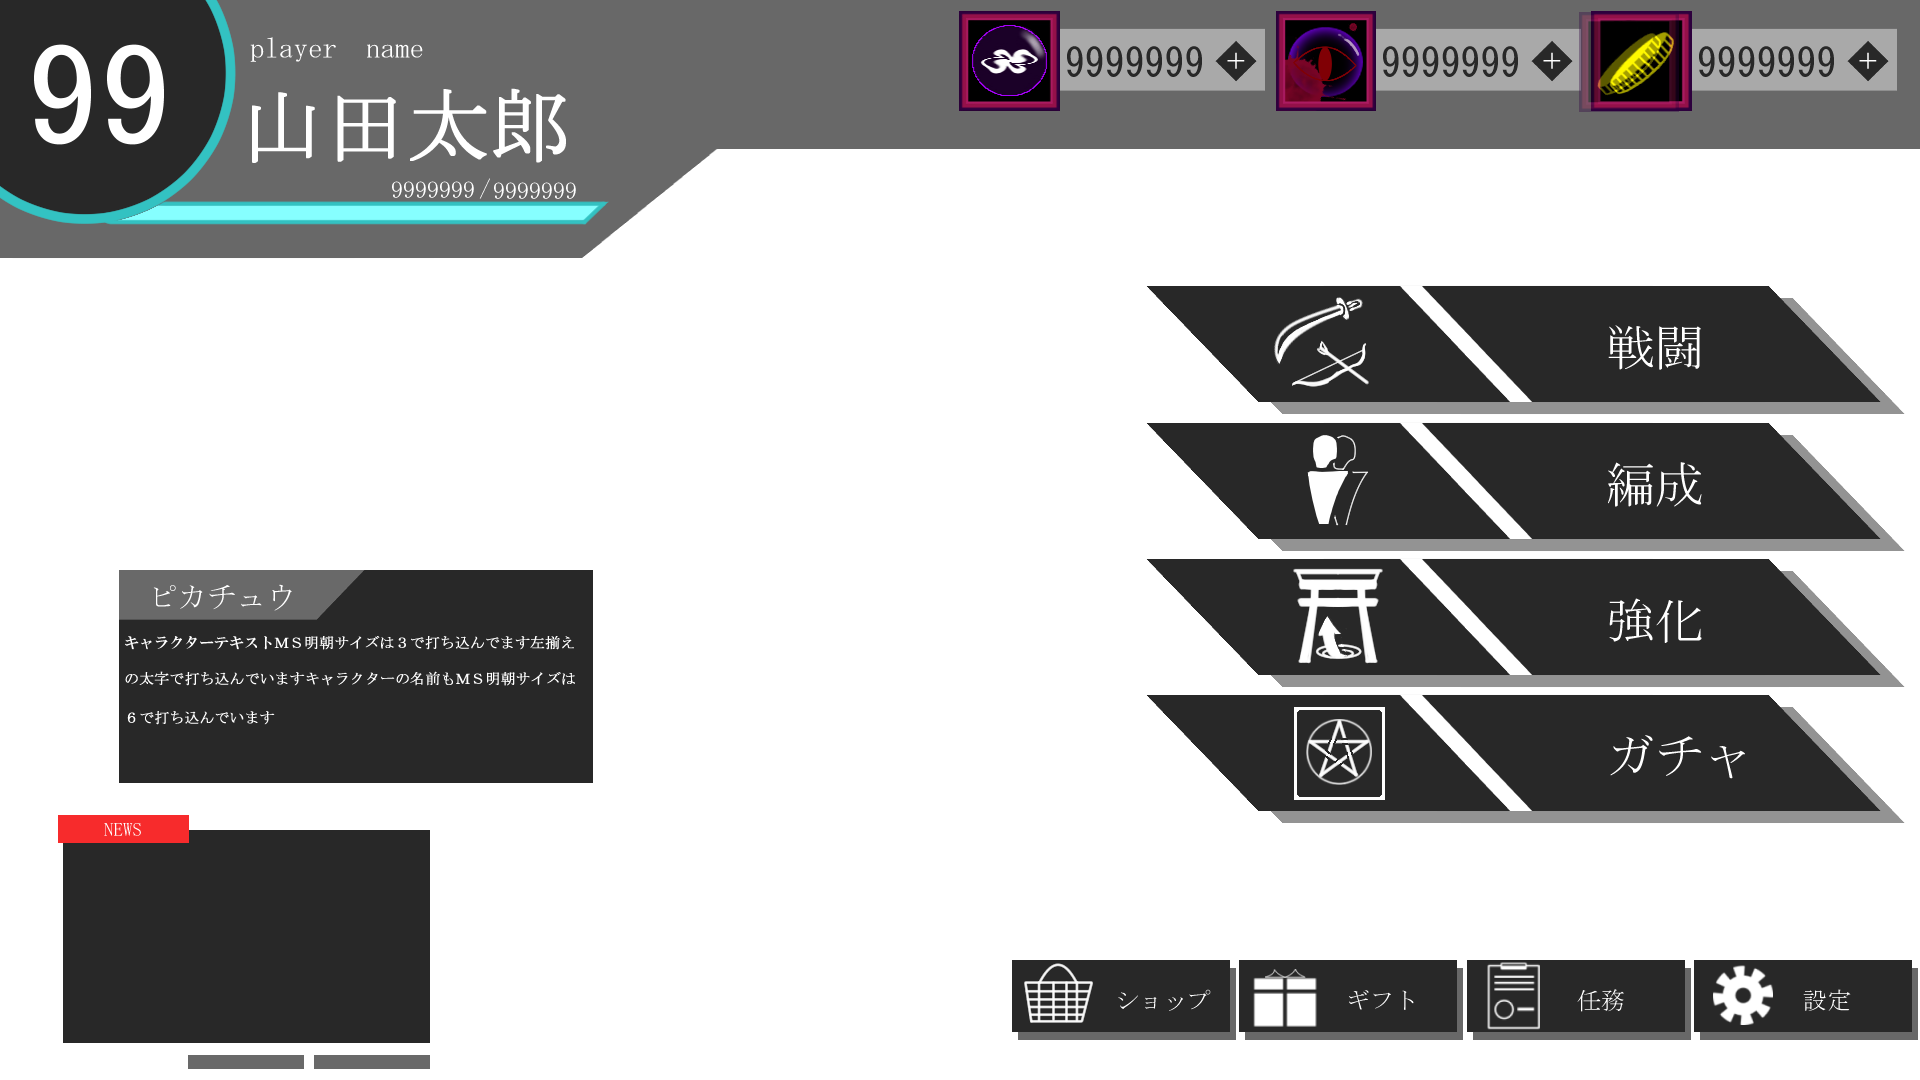 99
player name
山田太郎
9999999/9999999
9999999 +
9999999 +
9999999 +
戦闘
編成
強化
ガチャ
ピカチュウ
キャラクターテキストMS明朝サイズは3で打ち込んでます左揃え
の太字で打ち込んでいますキャラクターの名前もMS明朝サイズは
6で打ち込んでいます
NEWS
ショップ
ギフト
任務
設定